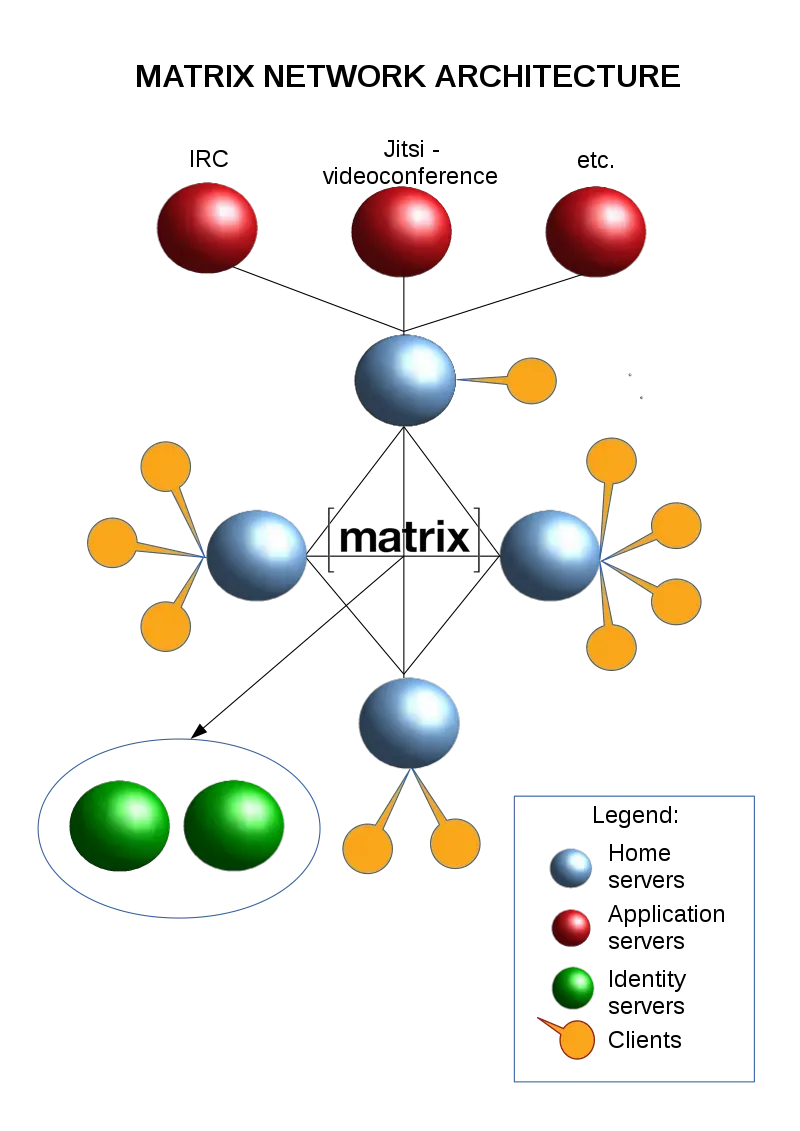 MATRIX NETWORK ARCHITECTURE
IRC
Jitsi -
videoconference
etc.
[matrix]
Legend:
Home
servers
Application
servers
Identity
servers
Clients